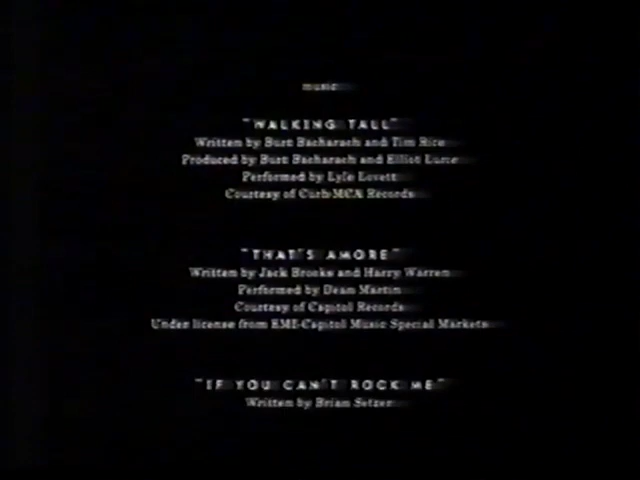 music
"WALKING TALL"
Written by Burt Bacharach and Tim Rice
Produced by Burt Bacharach and Elliot Lurie
Performed by Lyle Lovett
Courtesy of Curb/MCA Records
"THAT'S AMORE"
Written by Jack Brooks and Harry Warren
Performed by Dean Martin
Courtesy of Capitol Records
Under license from EMI-Capitol Music Special Markets
"IF YOU CAN'T ROCK ME"
Written by Brian Setzer